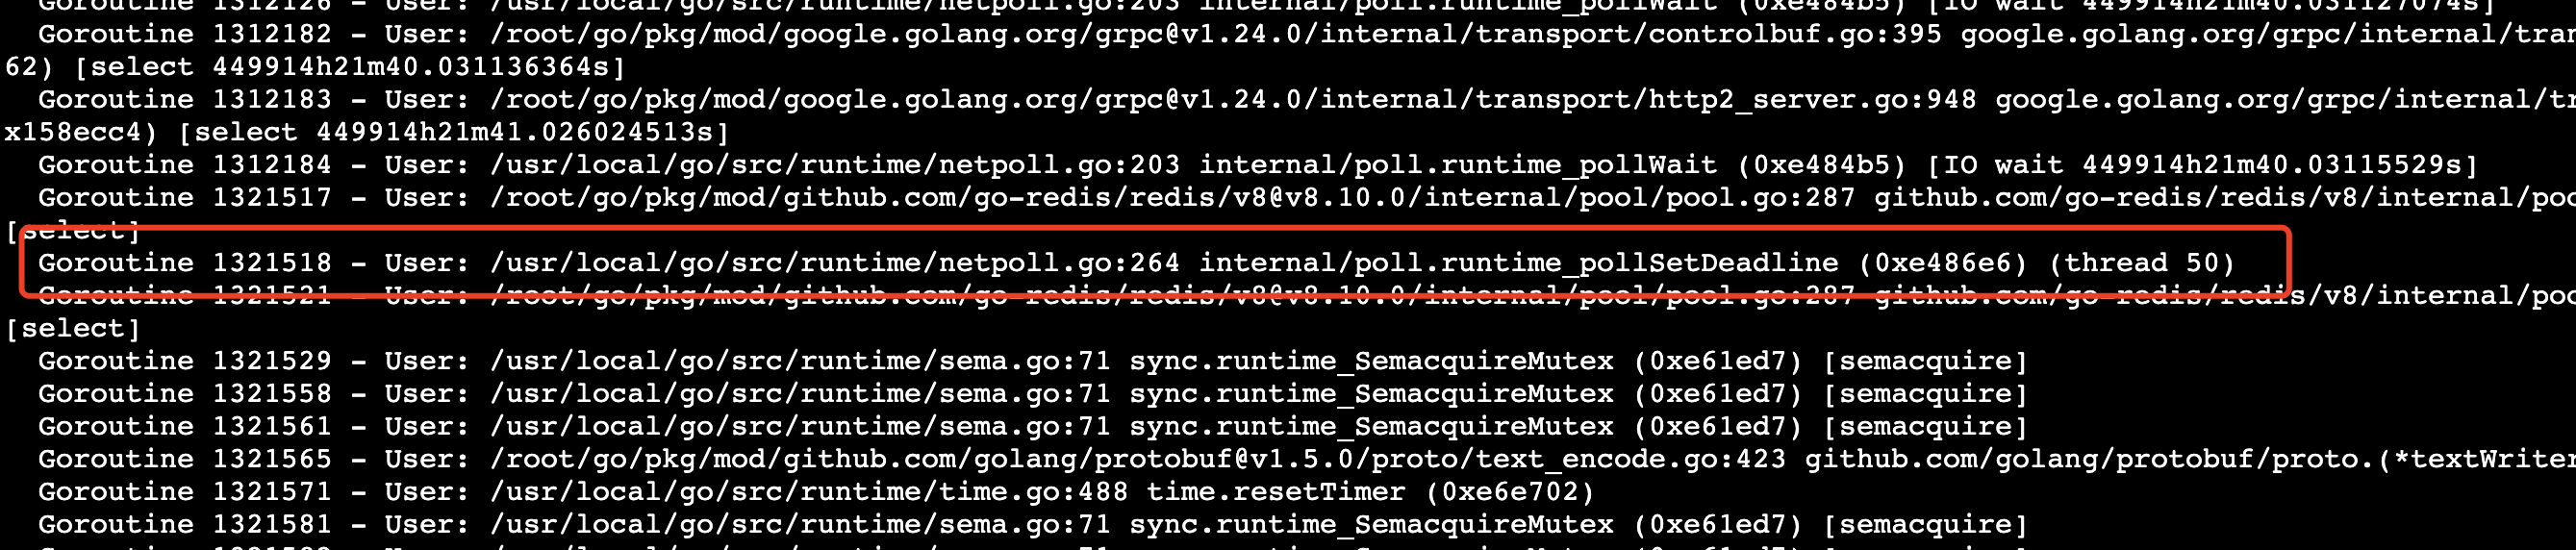 Goroutine 1312126 - User: /usr/local/go/src/runtime/netpoll.go:203 internal/poll.runtime_pollWait (0xe484b5) [IO wait 449914h21m40.031127074s]
Goroutine 1312182 - User: /root/go/pkg/mod/google.golang.org/grpc@v1.24.0/internal/transport/controlbuf.go:395 google.golang.org/grpc/internal/tran
62) [select 449914h21m40.031136364s]
Goroutine 1312183 - User: /root/go/pkg/mod/google.golang.org/grpc@v1.24.0/internal/transport/http2_server.go:948 google.golang.org/grpc/internal/tr
x158ecc4) [select 449914h21m41.026024513s]
Goroutine 1312184 - User: /usr/local/go/src/runtime/netpoll.go:203 internal/poll.runtime_pollWait (0xe484b5) [IO wait 449914h21m40.03115529s]
Goroutine 1321517 - User: /root/go/pkg/mod/github.com/go-redis/redis/v8@v8.10.0/internal/pool/pool.go:287 github.com/go-redis/redis/v8/internal/poo
[select]
Goroutine 1321518 - User: /usr/local/go/src/runtime/netpoll.go:264 internal/poll.runtime_pollSetDeadline (0xe486e6) (thread 50)
Goroutine 1321521 - User: /root/go/pkg/mod/github.com/go-redis/redis/v8@v8.10.0/internal/pool/pool.go:287 github.com/go-redis/redis/v8/internal/poo
[select]
Goroutine 1321529 - User: /usr/local/go/src/runtime/sema.go:71 sync.runtime_SemacquireMutex (0xe61ed7) [semacquire]
Goroutine 1321558 - User: /usr/local/go/src/runtime/sema.go:71 sync.runtime_SemacquireMutex (0xe61ed7) [semacquire]
Goroutine 1321561 - User: /usr/local/go/src/runtime/sema.go:71 sync.runtime_SemacquireMutex (0xe61ed7) [semacquire]
Goroutine 1321565 - User: /root/go/pkg/mod/github.com/golang/protobuf@v1.5.0/proto/text_encode.go:423 github.com/golang/protobuf/proto.(*textWriter
Goroutine 1321571 - User: /usr/local/go/src/runtime/time.go:488 time.resetTimer (0xe6e702)
Goroutine 1321581 - User: /usr/local/go/src/runtime/sema.go:71 sync.runtime_SemacquireMutex (0xe61ed7) [semacquire]